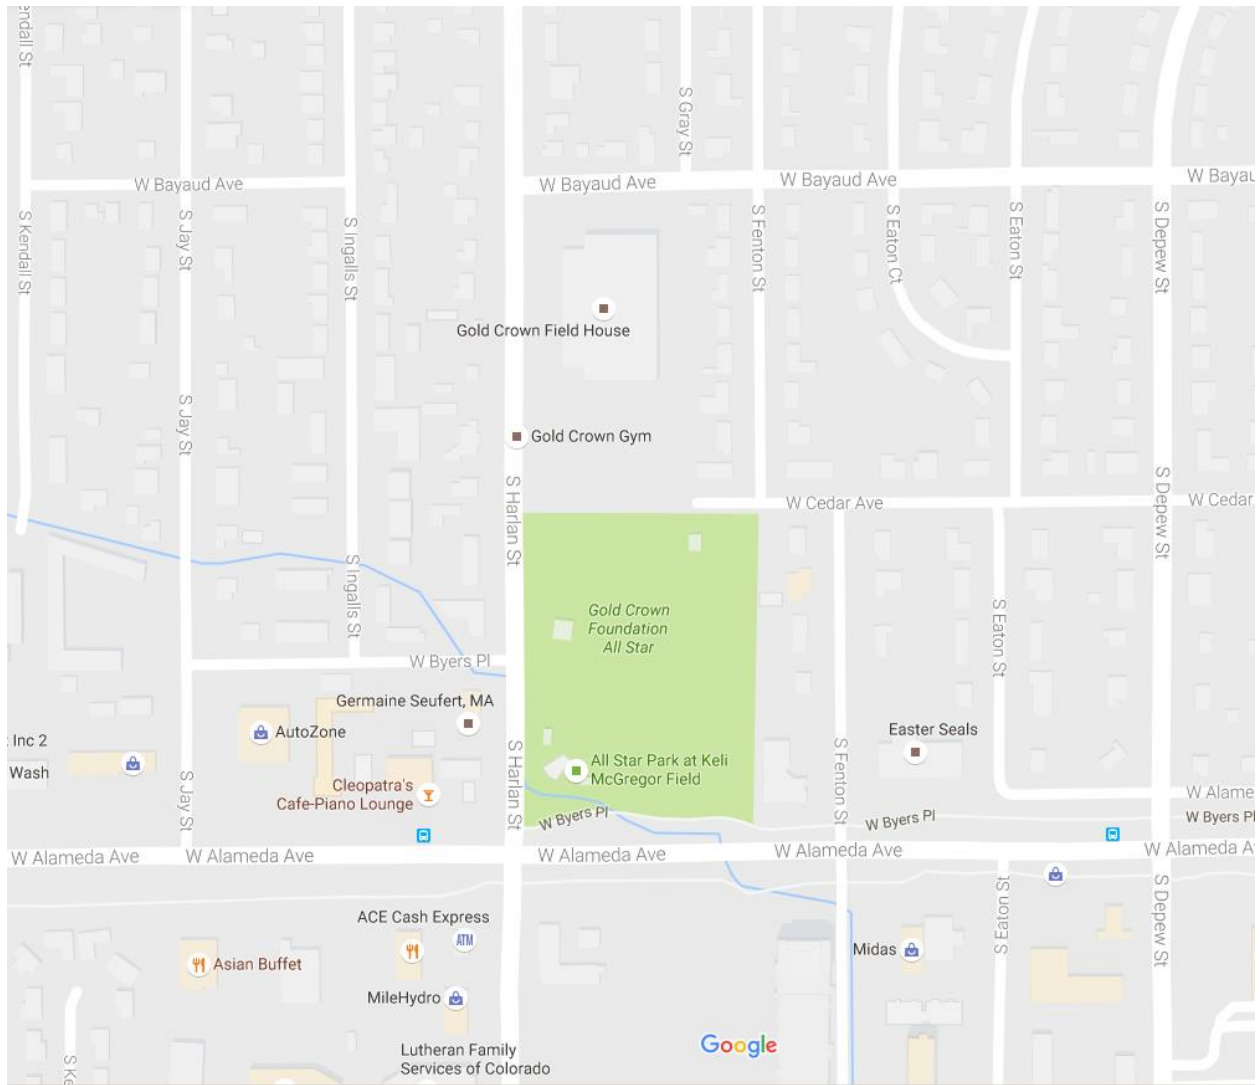 endall St
S Gray St
W Bayaud Ave
W Bayaud Ave
W Bayaud Ave
W Bayau
S Kendall St
S Jay St
S Ingalls St
S Fenton St
S Eaton Ct
S Eaton St
S Depew St
Gold Crown Field House
S Jay St
Gold Crown Gym
S Harlan St
W Cedar Ave
S Depew St
W Cedar
S Ingalls St
Gold Crown
Foundation
All Star
S Eaton St
W Byers Pl
Germaine Seufert, MA
AutoZone
Inc 2
Wash
Easter Seals
S Harlan St
All Star Park at Keli
McGregor Field
S Fenton St
S Jay St
Cleopatra's
Cafe-Piano Lounge
W Alame
W Byers Pl
W Byers Pl
W Byers Pl
W Alameda Ave
W Alameda Ave
W Alameda Ave
W Alameda Ave
W Alameda A
S Eaton St
S Depew St
ACE Cash Express
ATM
Midas
Asian Buffet
MileHydro
Google
Lutheran Family
Services of Colorado
S Ke